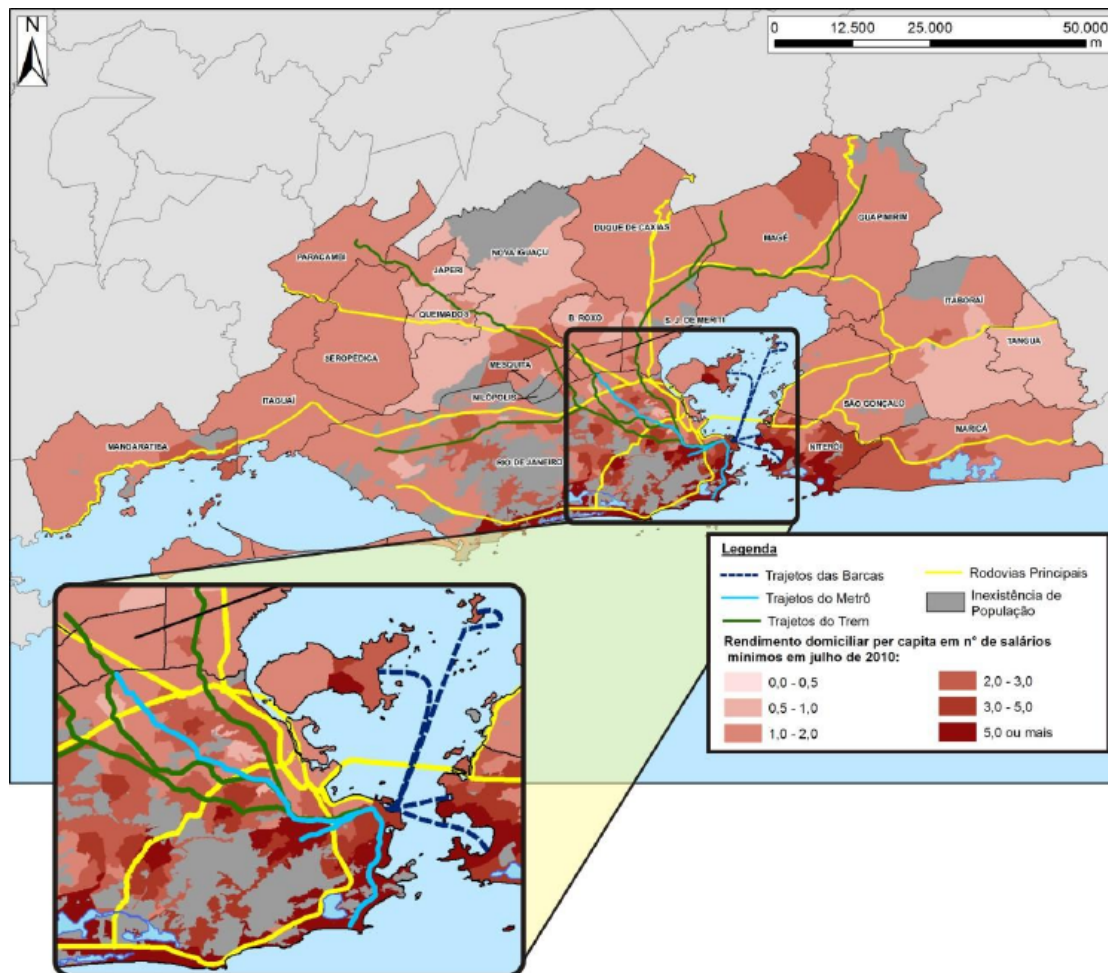 N
0 12.500 25.000 50.000
m
GUAPIMIRIM
DUQUE DE CAXIAS
MAGÉ
NOVA IGUAÇU
PARACAMBI
JAPERI
ITABORAÍ
QUEIMADOS
B. ROXO
S. J. DE MERITI
TANGUÁ
SEROPÉDICA
MESQUITA
NILÓPOLIS
ITAGUAÍ
SÃO GONÇALO
MARICÁ
MANGARATIBA
NITERÓI
RIO DE JANEIRO
Legenda
Trajetos das Barcas
Rodovias Principais
Trajetos do Metrô
Inexistência de
População
Trajetos do Trem
Rendimento domiciliar per capita em nº de salários
mínimos em julho de 2010:
0,0 - 0,5
2,0 - 3,0
0,5 - 1,0
3,0 - 5,0
1,0 - 2,0
5,0 ou mais